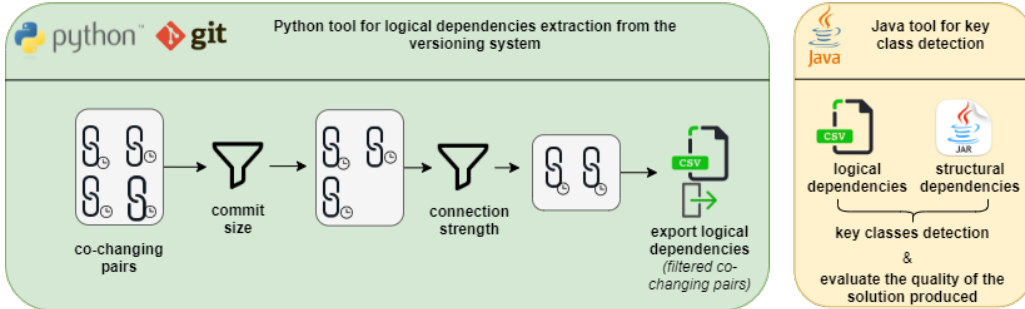 python™
git
Python tool for logical dependencies extraction from the
versioning system
co-changing
pairs
commit
size
connection
strength
CSV
export logical
dependencies
(filtered co-
changing pairs)
Java
Java tool for key
class detection
CSV
JAR
logical
dependencies
structural
dependencies
key classes detection
&
evaluate the quality of the
solution produced